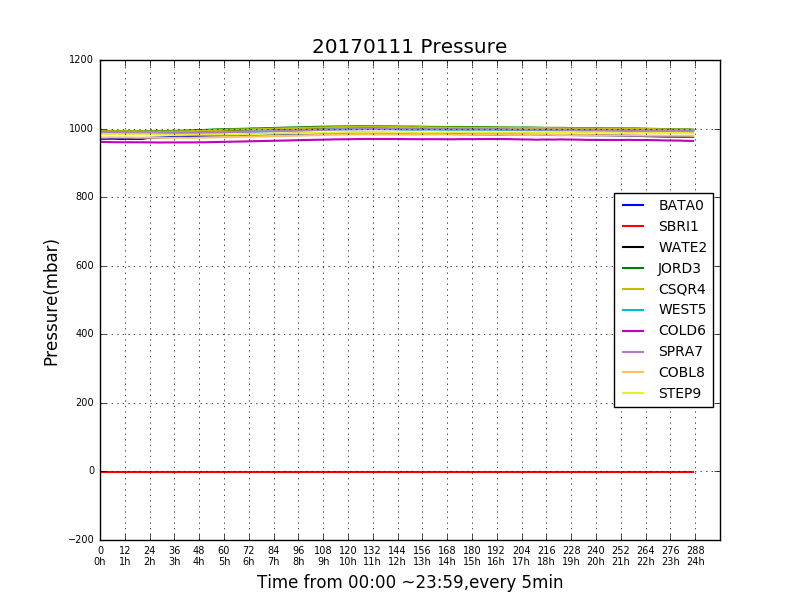 20170111 Pressure
1200
1000
800
600
400
200
0
−200
Pressure(mbar)
BATA0
SBRI1
WATE2
JORD3
CSQR4
WEST5
COLD6
SPRA7
COBL8
STEP9
0 12 24 36 48 60 72 84 96 108 120 132 144 156 168 180 192 204 216 228 240 252 264 276 288
0h 1h 2h 3h 4h 5h 6h 7h 8h 9h 10h 11h 12h 13h 14h 15h 16h 17h 18h 19h 20h 21h 22h 23h 24h
Time from 00:00 ~23:59,every 5min